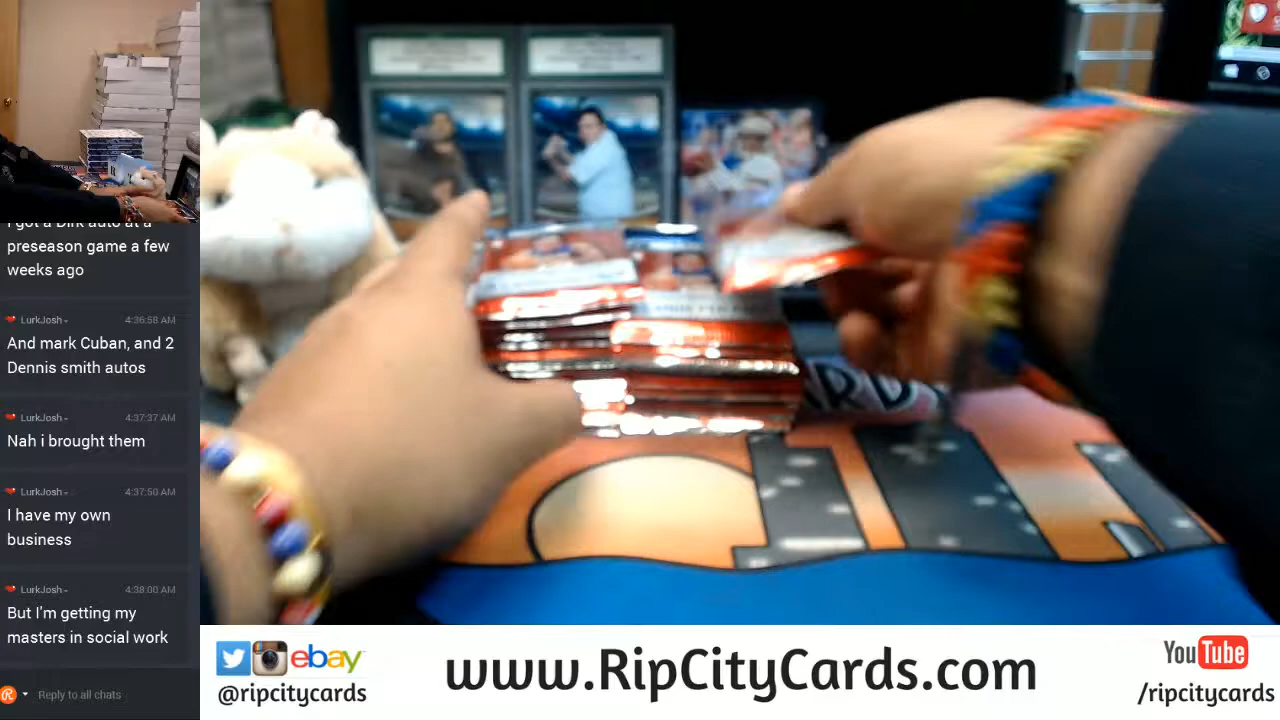 I got a Dirk auto at a
preseason game a few
weeks ago
LurkJosh
4:36:58 AM
And mark Cuban, and 2
Dennis smith autos
LurkJosh
4:37:37 AM
Nah i brought them
LurkJosh
4:37:50 AM
I have my own
business
LurkJosh
4:38:00 AM
But I'm getting my
masters in social work
Reply to all chats
ebay
@ripcitycards
www.RipCityCards.com
YouTube
/ripcitycards